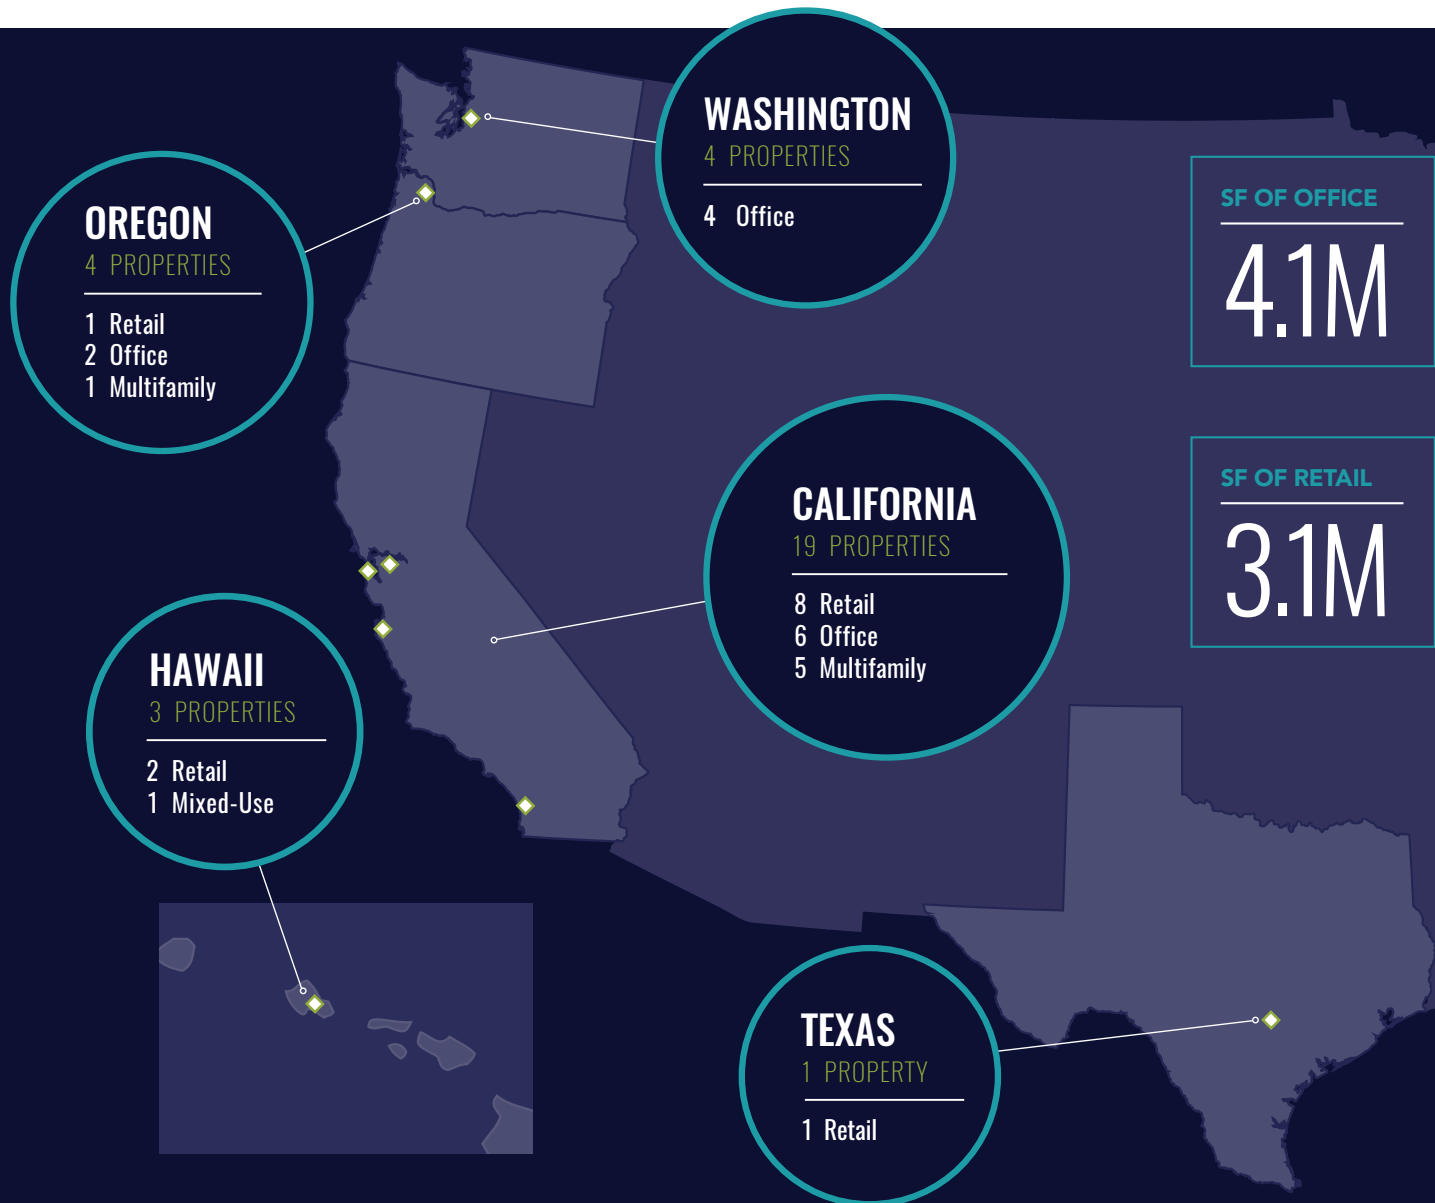 WASHINGTON
4 PROPERTIES
4 Office
OREGON
4 PROPERTIES
1 Retail
2 Office
1 Multifamily
SF OF OFFICE
4.1M
CALIFORNIA
19 PROPERTIES
8 Retail
6 Office
5 Multifamily
SF OF RETAIL
3.1M
HAWAII
3 PROPERTIES
2 Retail
1 Mixed-Use
TEXAS
1 PROPERTY
1 Retail